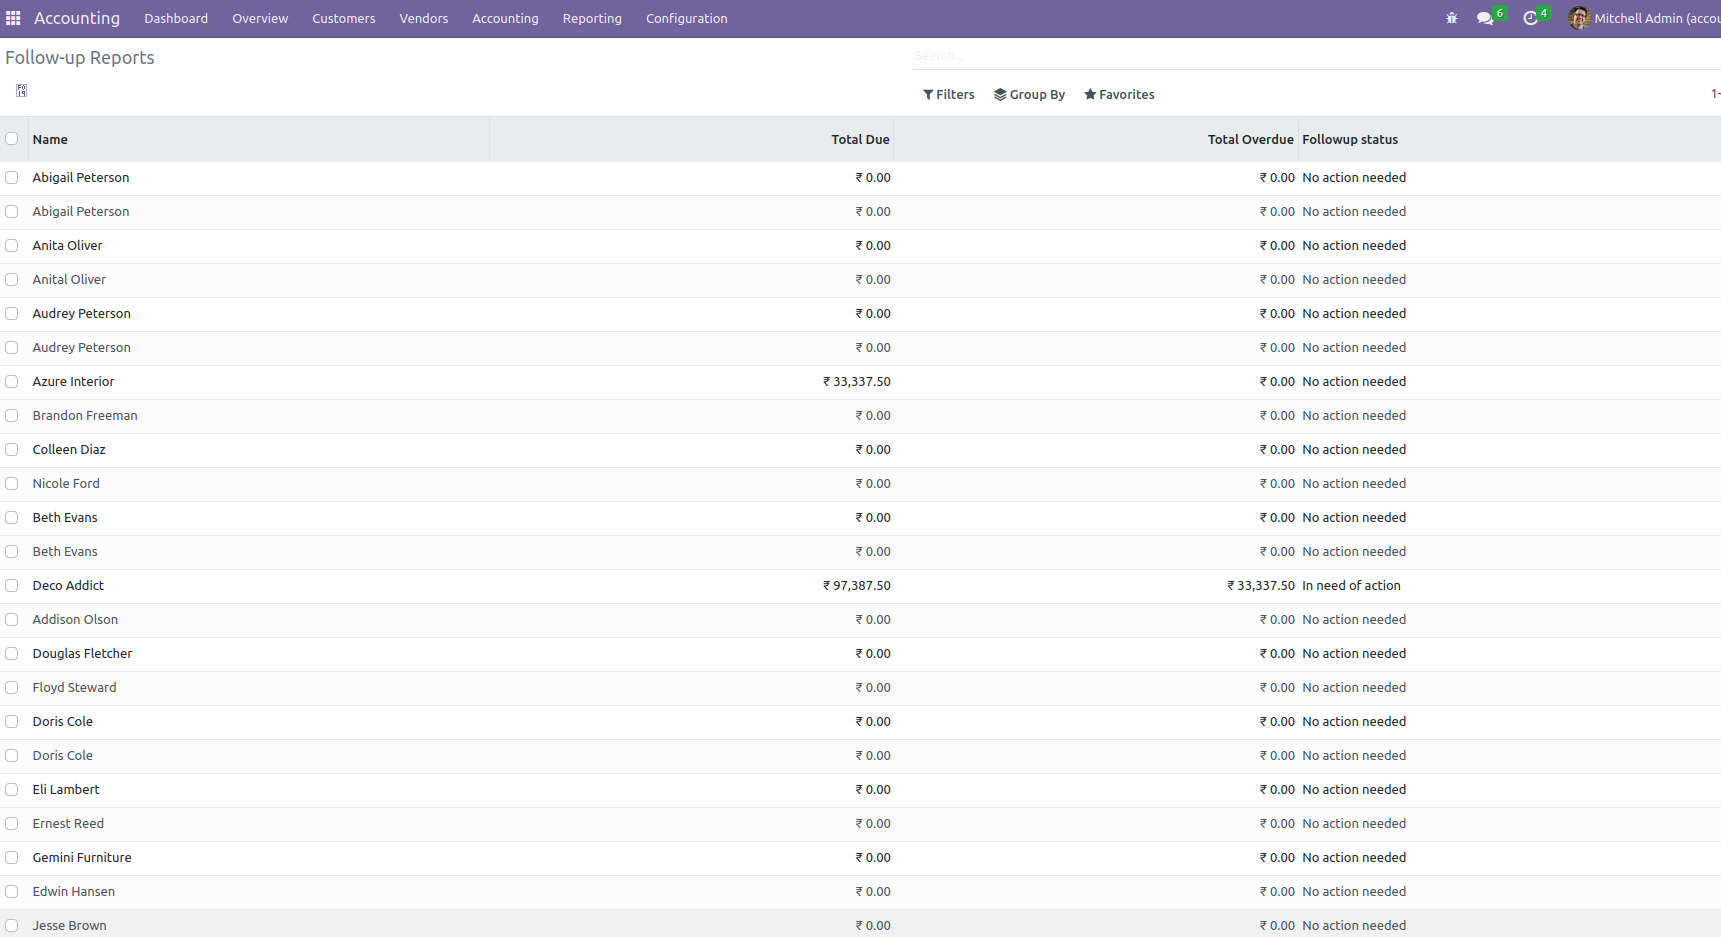 Accounting Dashboard Overview Customers Vendors Accounting Reporting Configuration 6 4 Mitchell Admin (accou
Follow-up Reports Search...
Filters Group By Favorites 1-
Name Total Due Total Overdue Followup status
Abigail Peterson ₹ 0.00 ₹ 0.00 No action needed
Abigail Peterson ₹ 0.00 ₹ 0.00 No action needed
Anita Oliver ₹ 0.00 ₹ 0.00 No action needed
Anital Oliver ₹ 0.00 ₹ 0.00 No action needed
Audrey Peterson ₹ 0.00 ₹ 0.00 No action needed
Audrey Peterson ₹ 0.00 ₹ 0.00 No action needed
Azure Interior ₹ 33,337.50 ₹ 0.00 No action needed
Brandon Freeman ₹ 0.00 ₹ 0.00 No action needed
Colleen Diaz ₹ 0.00 ₹ 0.00 No action needed
Nicole Ford ₹ 0.00 ₹ 0.00 No action needed
Beth Evans ₹ 0.00 ₹ 0.00 No action needed
Beth Evans ₹ 0.00 ₹ 0.00 No action needed
Deco Addict ₹ 97,387.50 ₹ 33,337.50 In need of action
Addison Olson ₹ 0.00 ₹ 0.00 No action needed
Douglas Fletcher ₹ 0.00 ₹ 0.00 No action needed
Floyd Steward ₹ 0.00 ₹ 0.00 No action needed
Doris Cole ₹ 0.00 ₹ 0.00 No action needed
Doris Cole ₹ 0.00 ₹ 0.00 No action needed
Eli Lambert ₹ 0.00 ₹ 0.00 No action needed
Ernest Reed ₹ 0.00 ₹ 0.00 No action needed
Gemini Furniture ₹ 0.00 ₹ 0.00 No action needed
Edwin Hansen ₹ 0.00 ₹ 0.00 No action needed
Jesse Brown ₹ 0.00 ₹ 0.00 No action needed